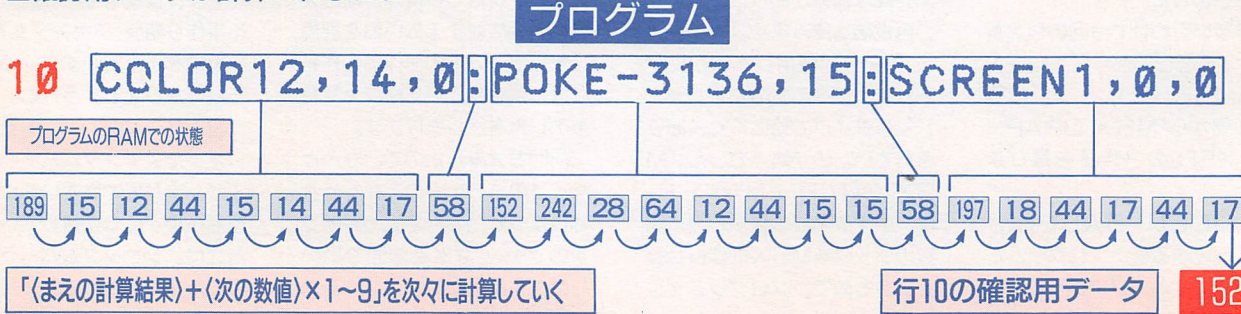 プログラム
10 COLOR12,14,0:POKE-3136,15:SCREEN1,0,0
プログラムのRAMでの状態
189 15 12 44 15 14 44 17 58 152 242 28 64 12 44 15 15 58 197 18 44 17 44 17
「〈まえの計算結果〉+〈次の数値〉×1〜9」を次々に計算していく
行10の確認用データ 152